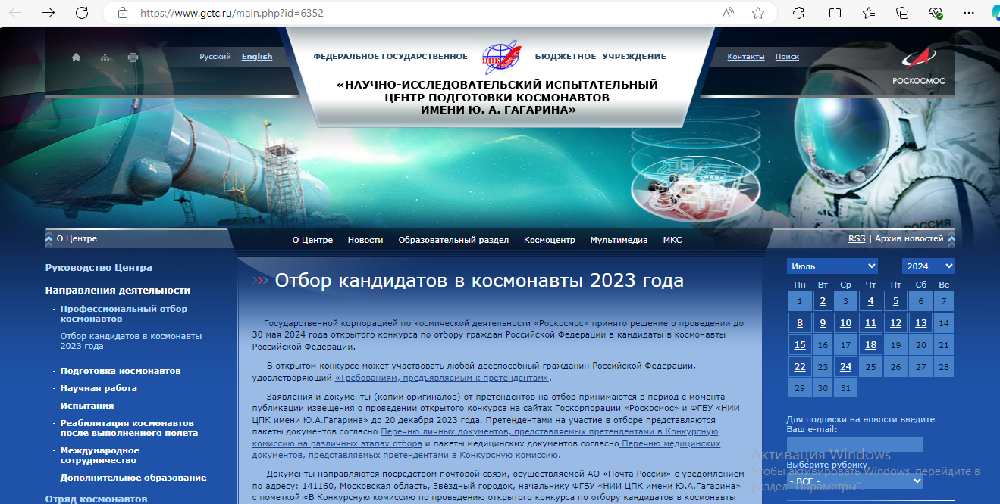 https://www.gctc.ru/main.php?id=6352
Русский English
ФЕДЕРАЛЬНОЕ ГОСУДАРСТВЕННОЕ
ЦПК
БЮДЖЕТНОЕ УЧРЕЖДЕНИЕ
Контакты Поиск
«НАУЧНО-ИССЛЕДОВАТЕЛЬСКИЙ ИСПЫТАТЕЛЬНЫЙ
ЦЕНТР ПОДГОТОВКИ КОСМОНАВТОВ
ИМЕНИ Ю. А. ГАГАРИНА»
РОСКОСМОС
РОССИЯ
О Центре
О Центре Новости Образовательный раздел Космоцентр Мультимедиа МКС
RSS | Архив новостей
Руководство Центра
Направления деятельности
- Профессиональный отбор
космонавтов
Отбор кандидатов в космонавты
2023 года
- Подготовка космонавтов
- Научная работа
- Испытания
- Реабилитация космонавтов
после выполненного полета
- Международное
сотрудничество
- Дополнительное образование
Отряд космонавтов
Отбор кандидатов в космонавты 2023 года
Государственной корпорацией по космической деятельности «Роскосмос» принято решение о проведении до
30 мая 2024 года открытого конкурса по отбору граждан Российской Федерации в кандидаты в космонавты
Российской Федерации.
В открытом конкурсе может участвовать любой дееспособный гражданин Российской Федерации,
удовлетворяющий «Требованиям, предъявляемым к претендентам».
Заявления и документы (копии оригиналов) от претендентов на отбор принимаются в период с момента
публикации извещения о проведении открытого конкурса на сайтах Госкорпорации «Роскосмос» и ФГБУ «НИИ
ЦПК имени Ю.А.Гагарина» до 20 декабря 2023 года. Претендентами на участие в отборе представляются
пакеты документов согласно Перечню личных документов, представляемых претендентами в Конкурсную
комиссию на различных этапах отбора и пакеты медицинских документов согласно Перечню медицинских
документов, представляемых претендентами в Конкурсную комиссию.
Документы направляются посредством почтовой связи, осуществляемой АО «Почта России» с уведомлением
по адресу: 141160, Московская область, Звёздный городок, начальнику ФГБУ «НИИ ЦПК имени Ю.А.Гагарина»
с пометкой «В Конкурсную комиссию по проведению открытого конкурса по отбору кандидатов в космонавты
Июль 2024
Пн Вт Ср Чт Пт Сб Вс
1 2 3 4 5 6 7
8 9 10 11 12 13 14
15 16 17 18 19 20 21
22 23 24 25 26 27 28
29 30 31
Для подписки на новости введите
Ваш e-mail:
Выберите рубрику
- ВСЕ -
Активация Windows
Чтобы активировать Windows, перейдите в
раздел "Параметры".